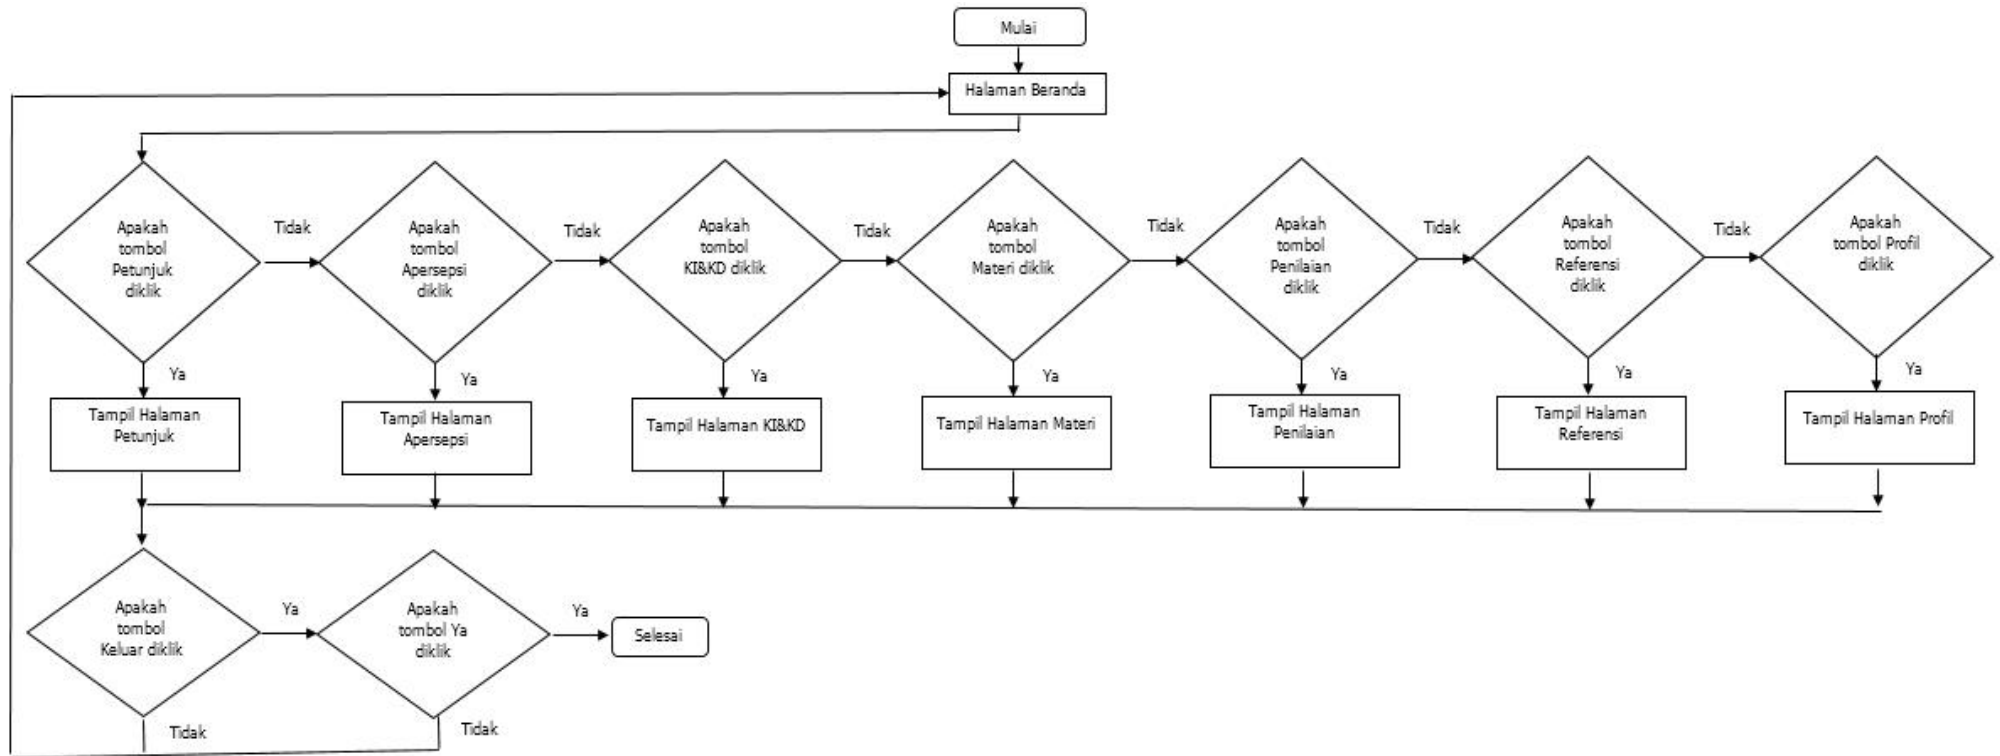 Mulai
Halaman Beranda
Apakah
tombol
Petunjuk
diklik
Tidak
Apakah
tombol
Apersepsi
diklik
Tidak
Apakah
tombol
KI&KD diklik
Tidak
Apakah
tombol
Materi diklik
Tidak
Apakah
tombol
Penilaian
diklik
Tidak
Apakah
tombol
Referensi
diklik
Tidak
Apakah
tombol Profil
diklik
Ya
Ya
Ya
Ya
Ya
Ya
Ya
Tampil Halaman
Petunjuk
Tampil Halaman
Apersepsi
Tampil Halaman KI&KD
Tampil Halaman Materi
Tampil Halaman
Penilaian
Tampil Halaman
Referensi
Tampil Halaman Profil
Apakah
tombol
Keluar diklik
Ya
Apakah
tombol Ya
diklik
Ya
Selesai
Tidak
Tidak